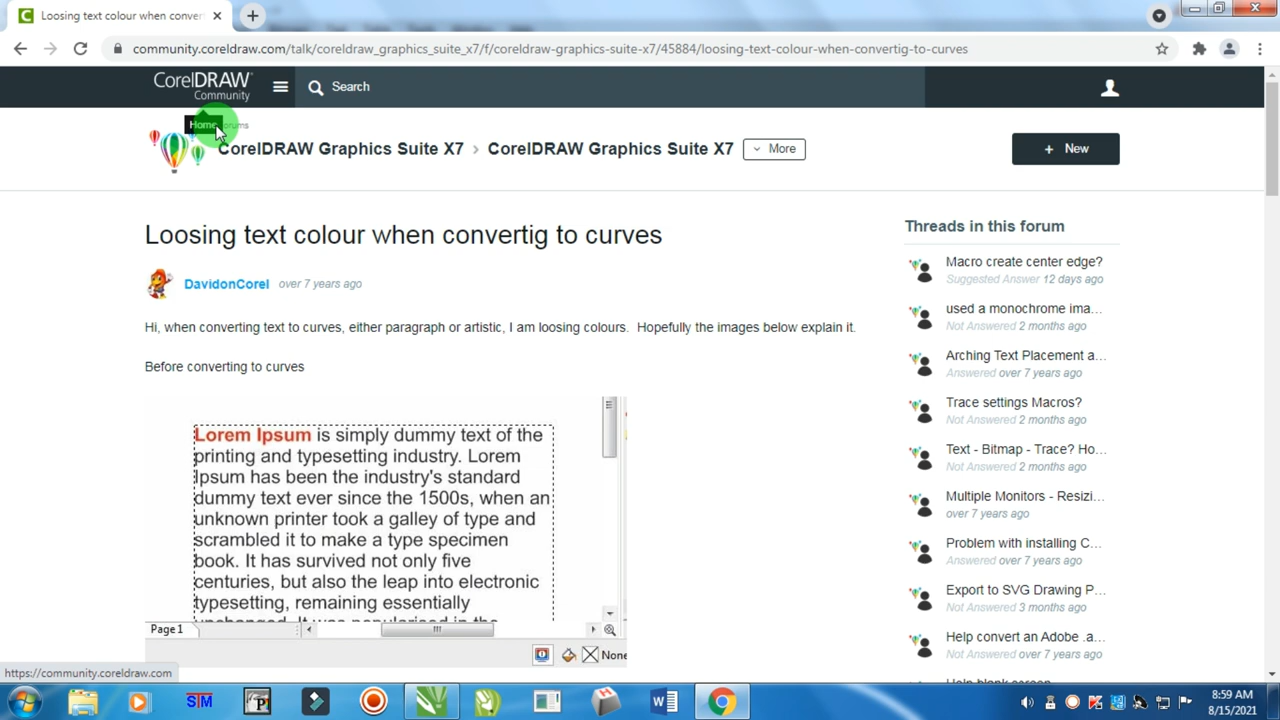 Loosing text colour when conver
community.coreldraw.com/talk/coreldraw_graphics_suite_x7/f/coreldraw-graphics-suite-x7/45884/loosing-text-colour-when-convertig-to-curves
CorelDRAW
Community
Search
Home
CorelDRAW Graphics Suite X7 › CorelDRAW Graphics Suite X7
More
+ New
Loosing text colour when convertig to curves
DavidonCorel over 7 years ago
Hi, when converting text to curves, either paragraph or artistic, I am loosing colours. Hopefully the images below explain it.
Before converting to curves
Lorem Ipsum is simply dummy text of the
printing and typesetting industry. Lorem
Ipsum has been the industry's standard
dummy text ever since the 1500s, when an
unknown printer took a galley of type and
scrambled it to make a type specimen
book. It has survived not only five
centuries, but also the leap into electronic
typesetting, remaining essentially
Page1
None
Threads in this forum
Macro create center edge?
Suggested Answer 12 days ago
used a monochrome ima...
Not Answered 2 months ago
Arching Text Placement a...
Answered over 7 years ago
Trace settings Macros?
Not Answered 2 months ago
Text - Bitmap - Trace? Ho...
Not Answered 2 months ago
Multiple Monitors - Resizi...
over 7 years ago
Problem with installing C...
Answered over 7 years ago
Export to SVG Drawing P...
Not Answered 3 months ago
Help convert an Adobe .a...
Not Answered over 7 years ago
https://community.coreldraw.com
8:59 AM
8/15/2021